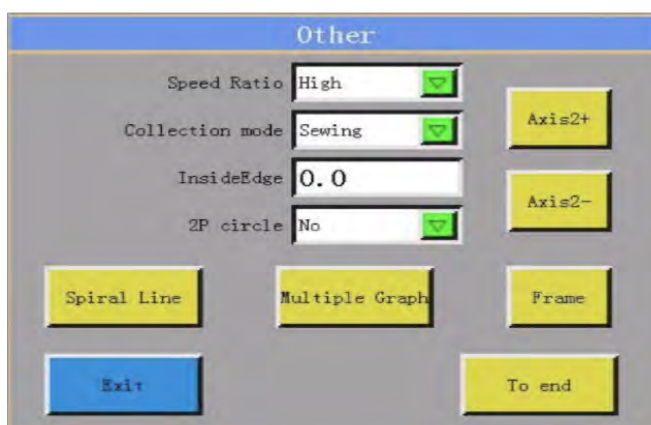 Other
Speed Ratio High
Collection mode Sewing
Axis2+
InsideEdge 0.0
Axis2-
2P circle No
Spiral Line Multiple Graph Frame
Exit To end